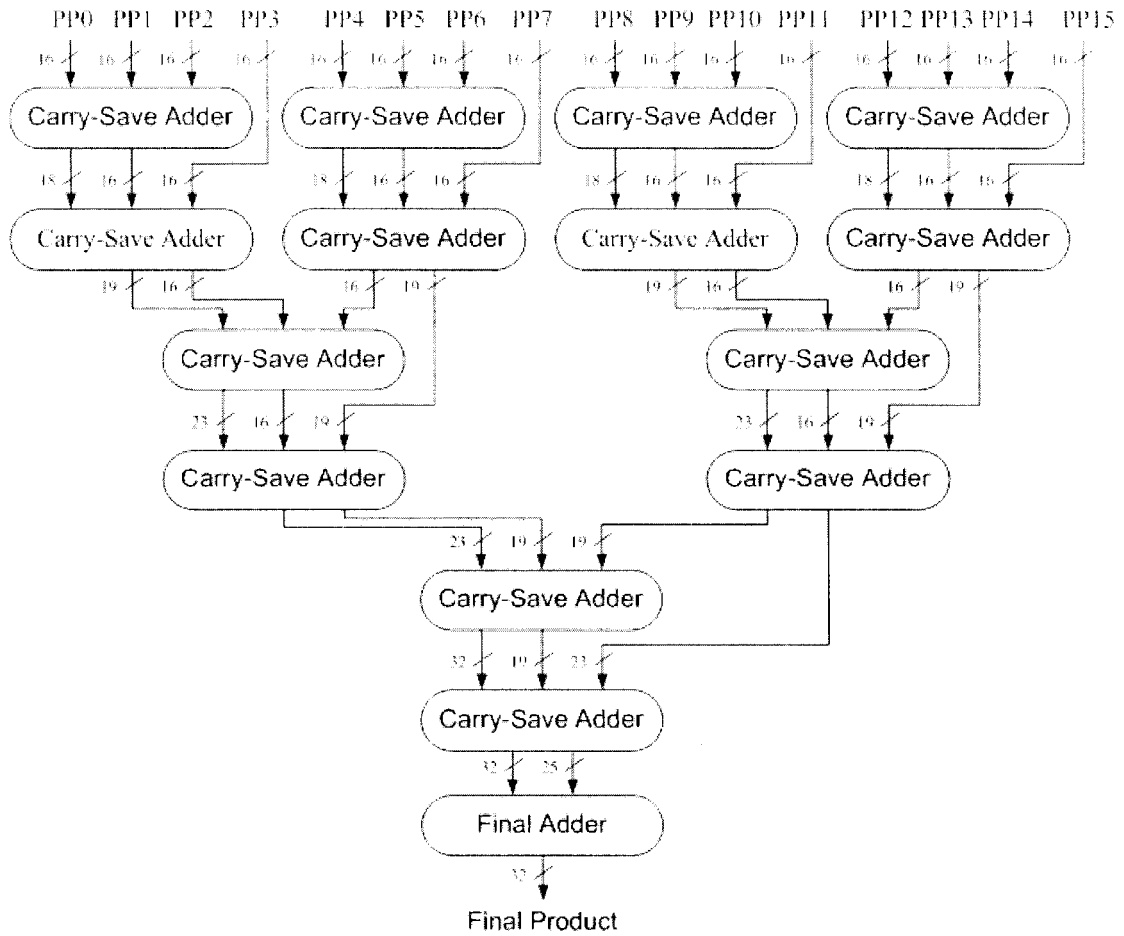 PP0 PP1 PP2 PP3 PP4 PP5 PP6 PP7 PP8 PP9 PP10 PP11 PP12 PP13 PP14 PP15
16 16 16 16 16 16 16 16 16 16 16 16 16 16 16 16
Carry-Save Adder Carry-Save Adder Carry-Save Adder Carry-Save Adder
18 16 16 18 16 16 18 16 16 18 16 16
Carry-Save Adder Carry-Save Adder Carry-Save Adder Carry-Save Adder
19 16 16 19 19 16 16 19
Carry-Save Adder Carry-Save Adder
23 16 19 23 16 19
Carry-Save Adder Carry-Save Adder
23 19 19
Carry-Save Adder
32 19 23
Carry-Save Adder
32 25
Final Adder
32
Final Product